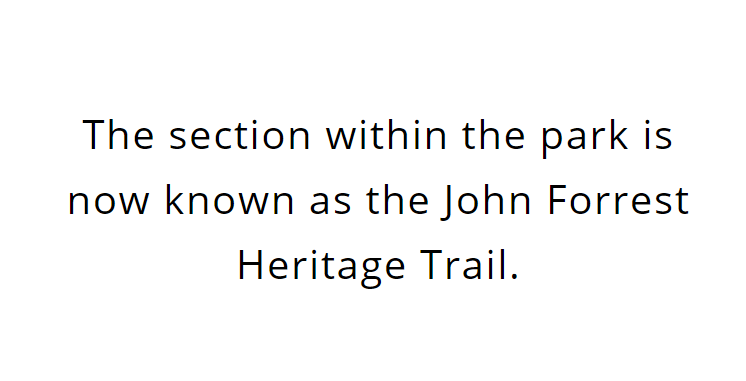 The section within the park is
now known as the John Forrest
Heritage Trail.